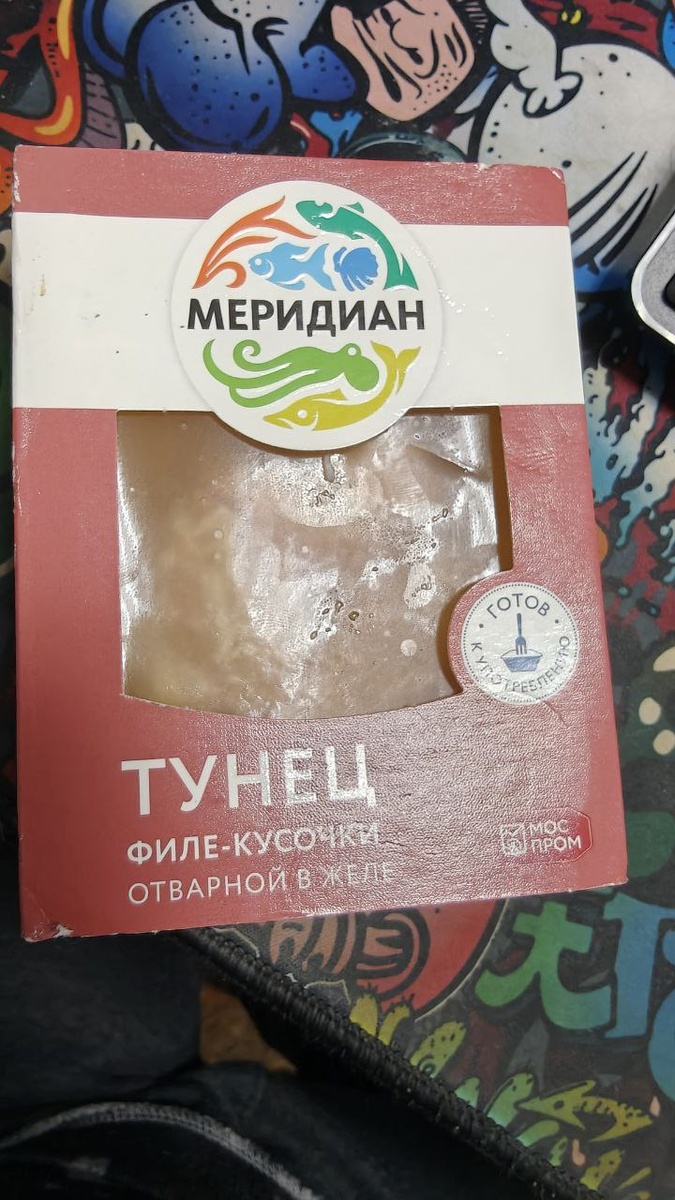 МЕРИДИАН
ГОТОВ
К УПОТРЕБЛЕНИЮ
ТУНЕЦ
ФИЛЕ-КУСОЧКИ
ОТВАРНОЙ В ЖЕЛЕ
МОС
ПРОМ